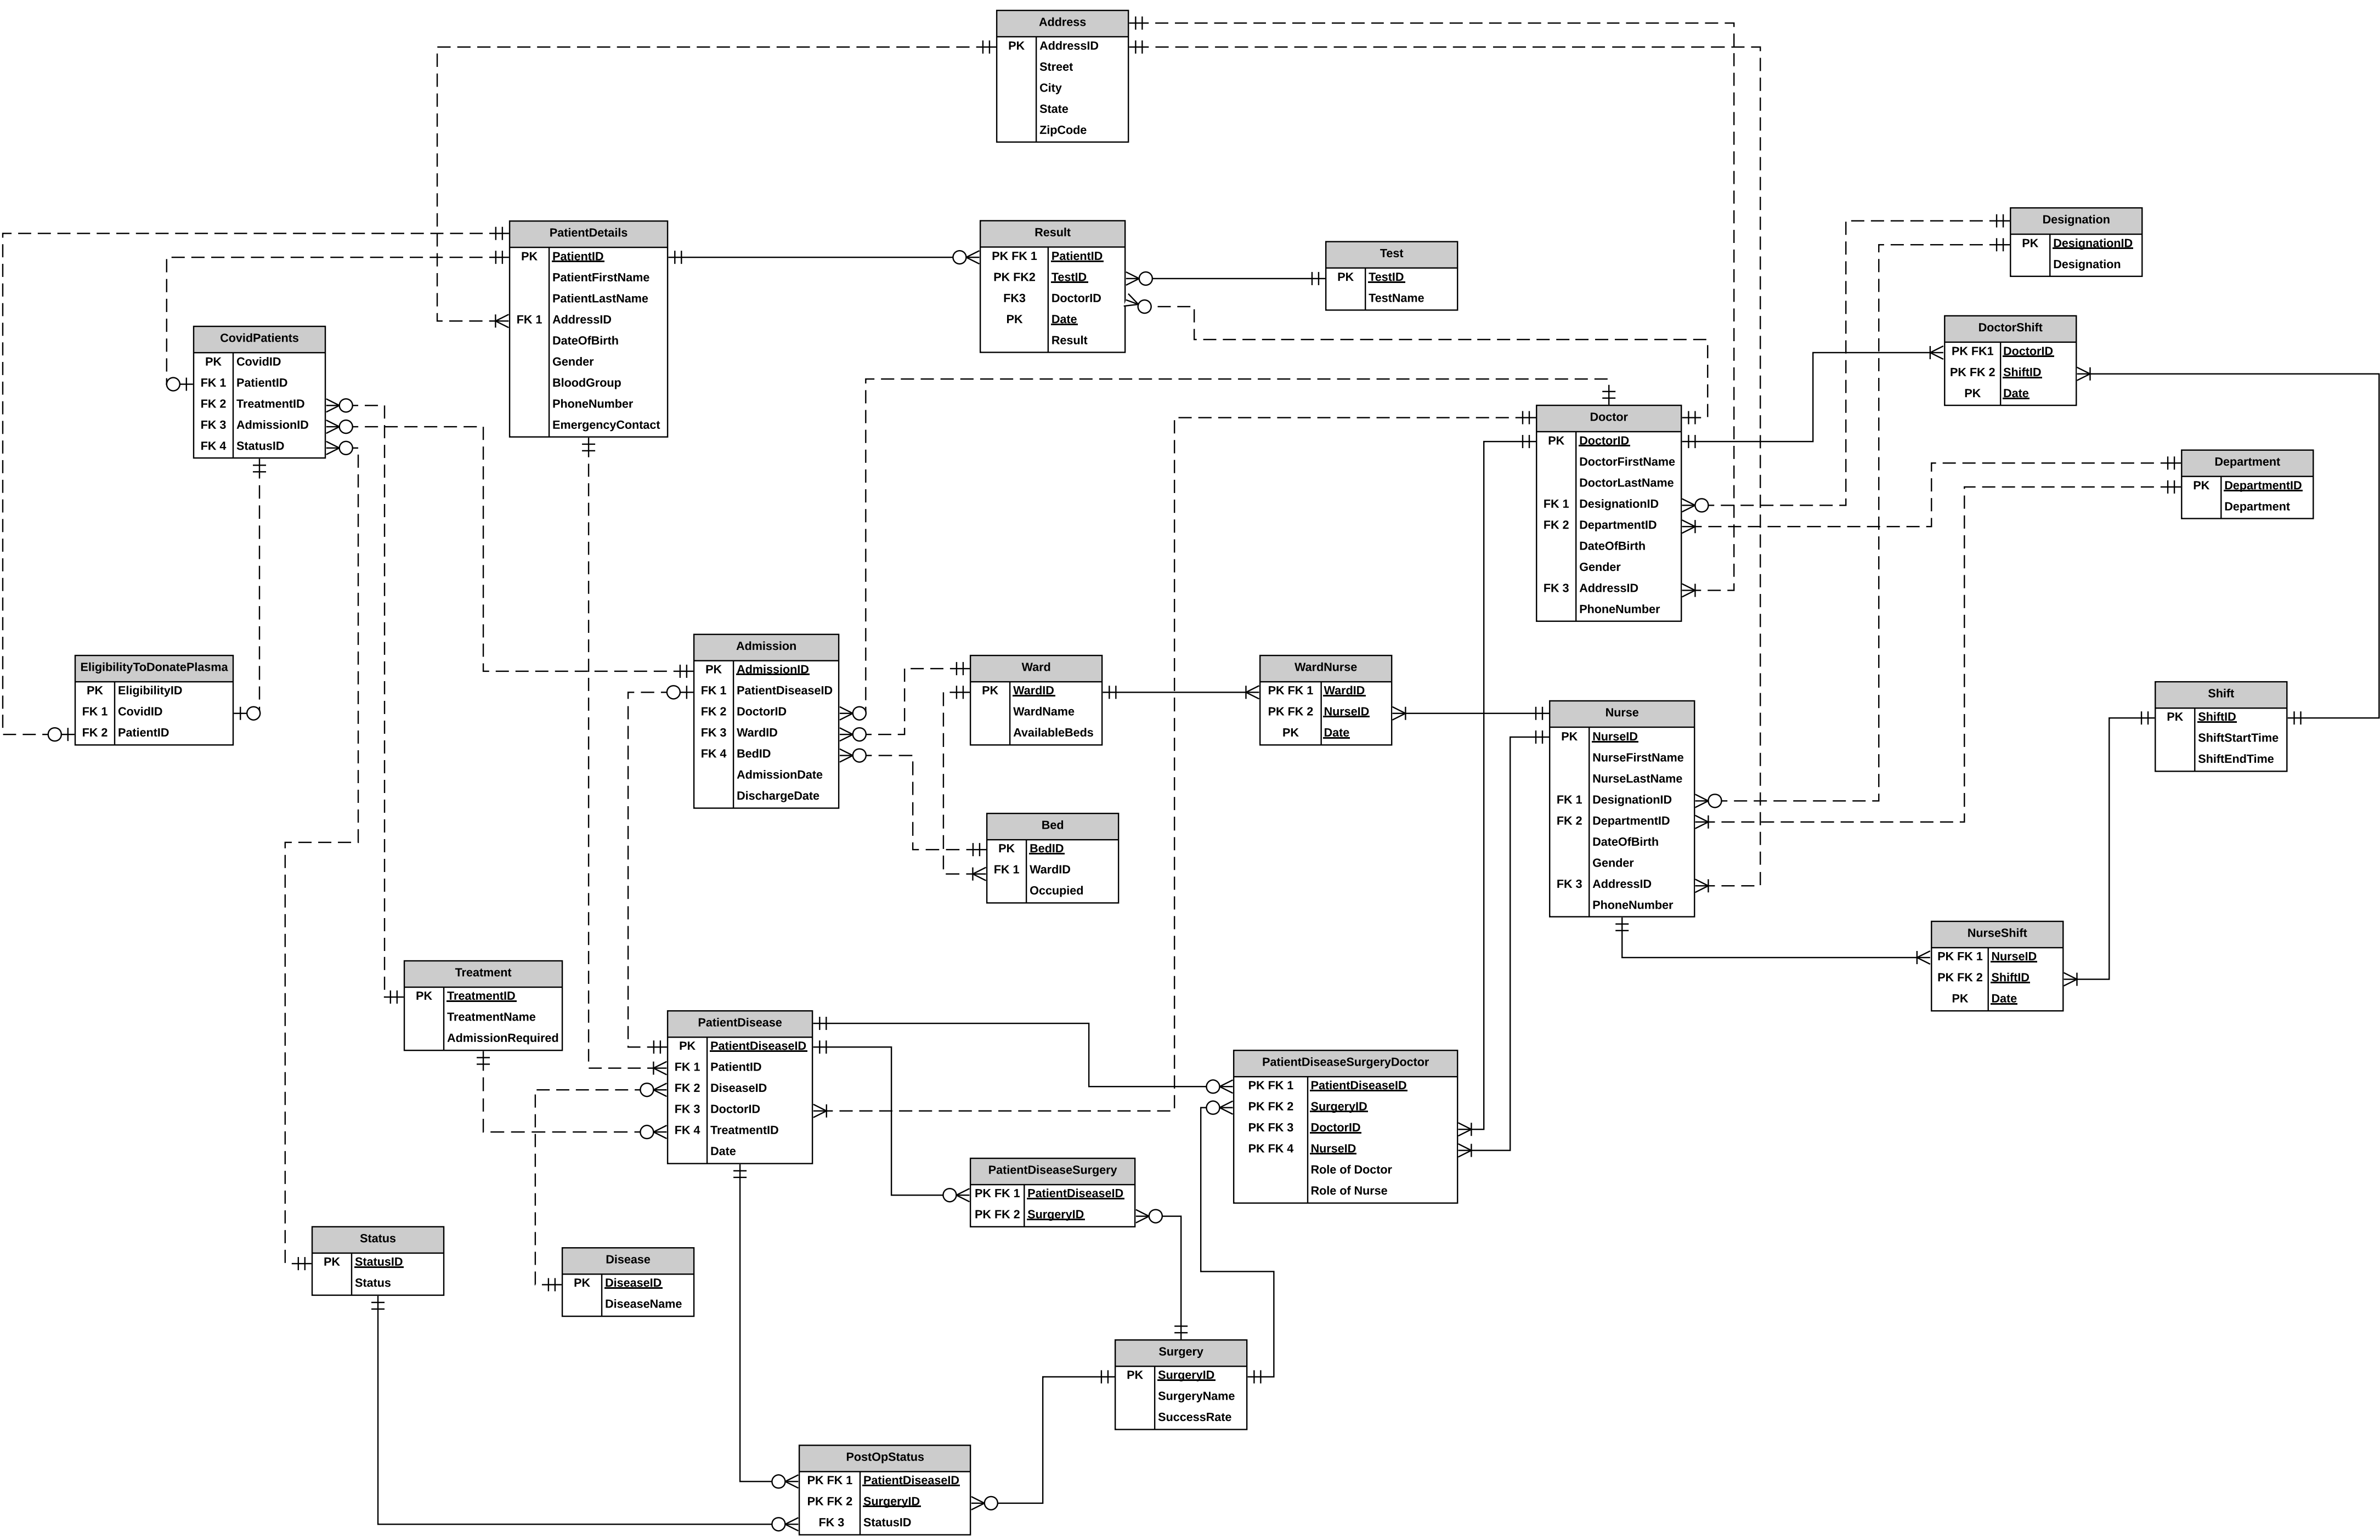 Address
PK AddressID
Street
City
State
ZipCode
PatientDetails
PK PatientID
PatientFirstName
PatientLastName
FK 1 AddressID
DateOfBirth
Gender
BloodGroup
PhoneNumber
EmergencyContact
Result
PK FK 1 PatientID
PK FK2 TestID
FK3 DoctorID
PK Date
Result
Test
PK TestID
TestName
Designation
PK DesignationID
Designation
CovidPatients
PK CovidID
FK 1 PatientID
FK 2 TreatmentID
FK 3 AdmissionID
FK 4 StatusID
DoctorShift
PK FK1 DoctorID
PK FK 2 ShiftID
PK Date
Doctor
PK DoctorID
DoctorFirstName
DoctorLastName
FK 1 DesignationID
FK 2 DepartmentID
DateOfBirth
Gender
FK 3 AddressID
PhoneNumber
Department
PK DepartmentID
Department
EligibilityToDonatePlasma
PK EligibilityID
FK 1 CovidID
FK 2 PatientID
Admission
PK AdmissionID
FK 1 PatientDiseaseID
FK 2 DoctorID
FK 3 WardID
FK 4 BedID
AdmissionDate
DischargeDate
Ward
PK WardID
WardName
AvailableBeds
WardNurse
PK FK 1 WardID
PK FK 2 NurseID
PK Date
Nurse
PK NurseID
NurseFirstName
NurseLastName
FK 1 DesignationID
FK 2 DepartmentID
DateOfBirth
Gender
FK 3 AddressID
PhoneNumber
Shift
PK ShiftID
ShiftStartTime
ShiftEndTime
Bed
PK BedID
FK 1 WardID
Occupied
NurseShift
PK FK 1 NurseID
PK FK 2 ShiftID
PK Date
Treatment
PK TreatmentID
TreatmentName
AdmissionRequired
PatientDisease
PK PatientDiseaseID
FK 1 PatientID
FK 2 DiseaseID
FK 3 DoctorID
FK 4 TreatmentID
Date
PatientDiseaseSurgeryDoctor
PK FK 1 PatientDiseaseID
PK FK 2 SurgeryID
PK FK 3 DoctorID
PK FK 4 NurseID
Role of Doctor
Role of Nurse
PatientDiseaseSurgery
PK FK 1 PatientDiseaseID
PK FK 2 SurgeryID
Status
PK StatusID
Status
Disease
PK DiseaseID
DiseaseName
Surgery
PK SurgeryID
SurgeryName
SuccessRate
PostOpStatus
PK FK 1 PatientDiseaseID
PK FK 2 SurgeryID
FK 3 StatusID